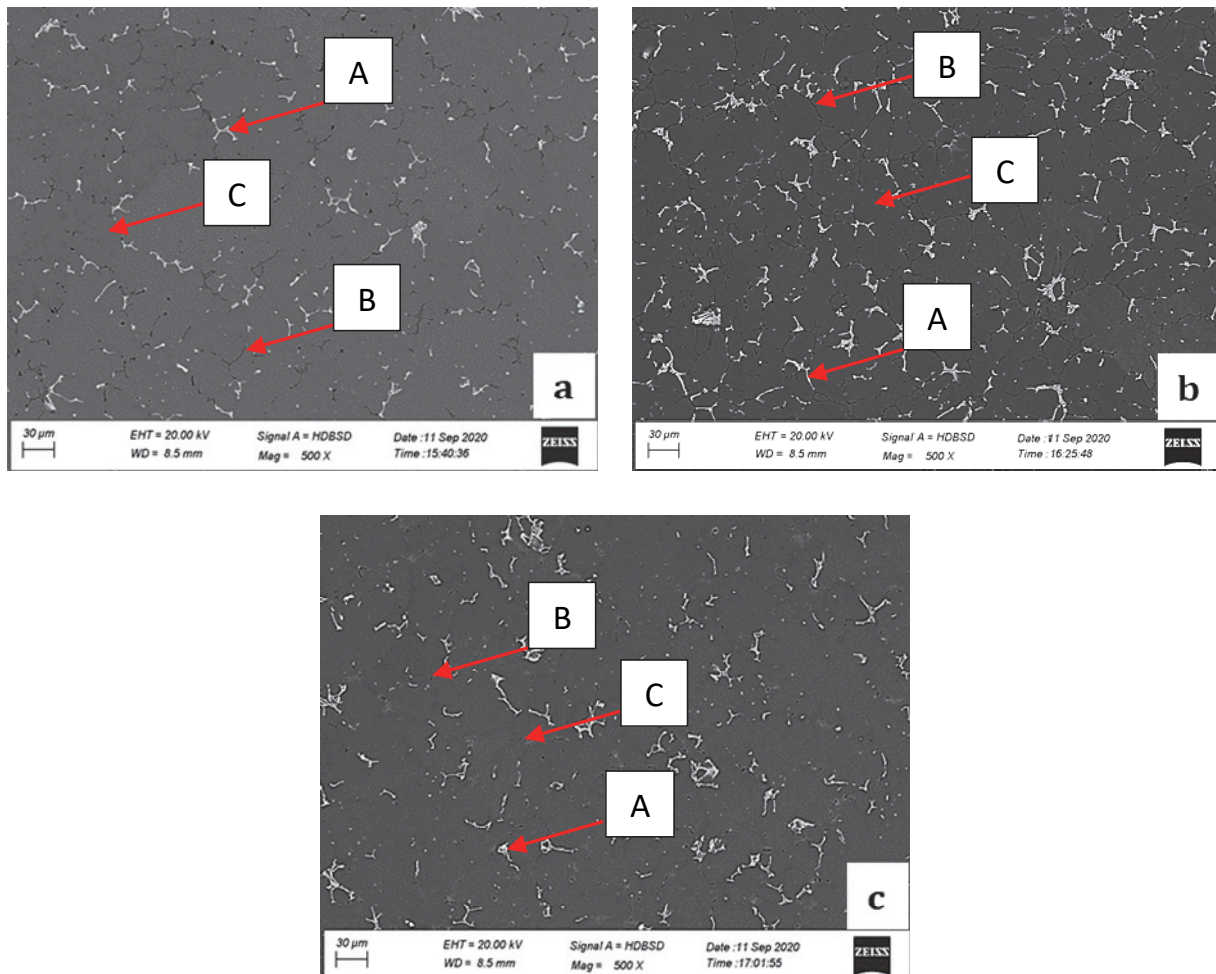 A
C
B
a
30 µm
EHT = 20.00 kV
WD = 8.5 mm
Signal A = HDBSD
Mag = 500 X
Date :11 Sep 2020
Time :15:40:36
ZEISS
B
C
A
b
30 µm
EHT = 20.00 kV
WD = 8.5 mm
Signal A = HDBSD
Mag = 500 X
Date :11 Sep 2020
Time :16:25:48
ZEISS
B
C
A
c
30 µm
EHT = 20.00 kV
WD = 8.5 mm
Signal A = HDBSD
Mag = 500 X
Date :11 Sep 2020
Time :17:01:55
ZEISS